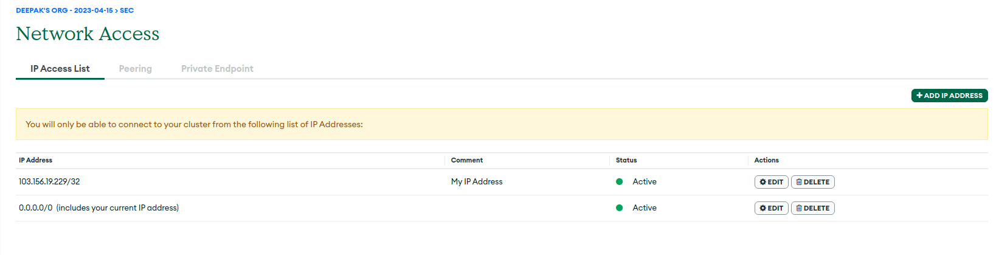 DEEPAK'S ORG - 2023-04-15 > SEC
Network Access
IP Access List Peering Private Endpoint
+ ADD IP ADDRESS
You will only be able to connect to your cluster from the following list of IP Addresses:
IP Address Comment Status Actions
103.156.19.229/32 My IP Address Active EDIT DELETE
0.0.0.0/0 (includes your current IP address) Active EDIT DELETE